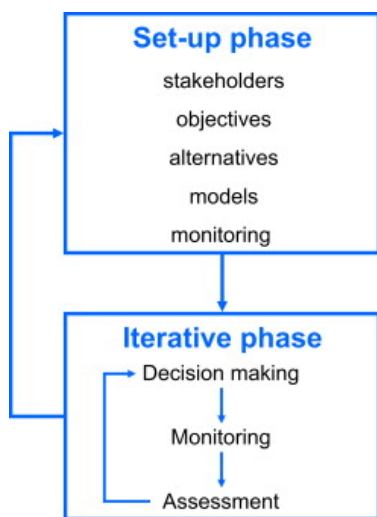 Set-up phase
stakeholders
objectives
alternatives
models
monitoring
Iterative phase
Decision making
Monitoring
Assessment